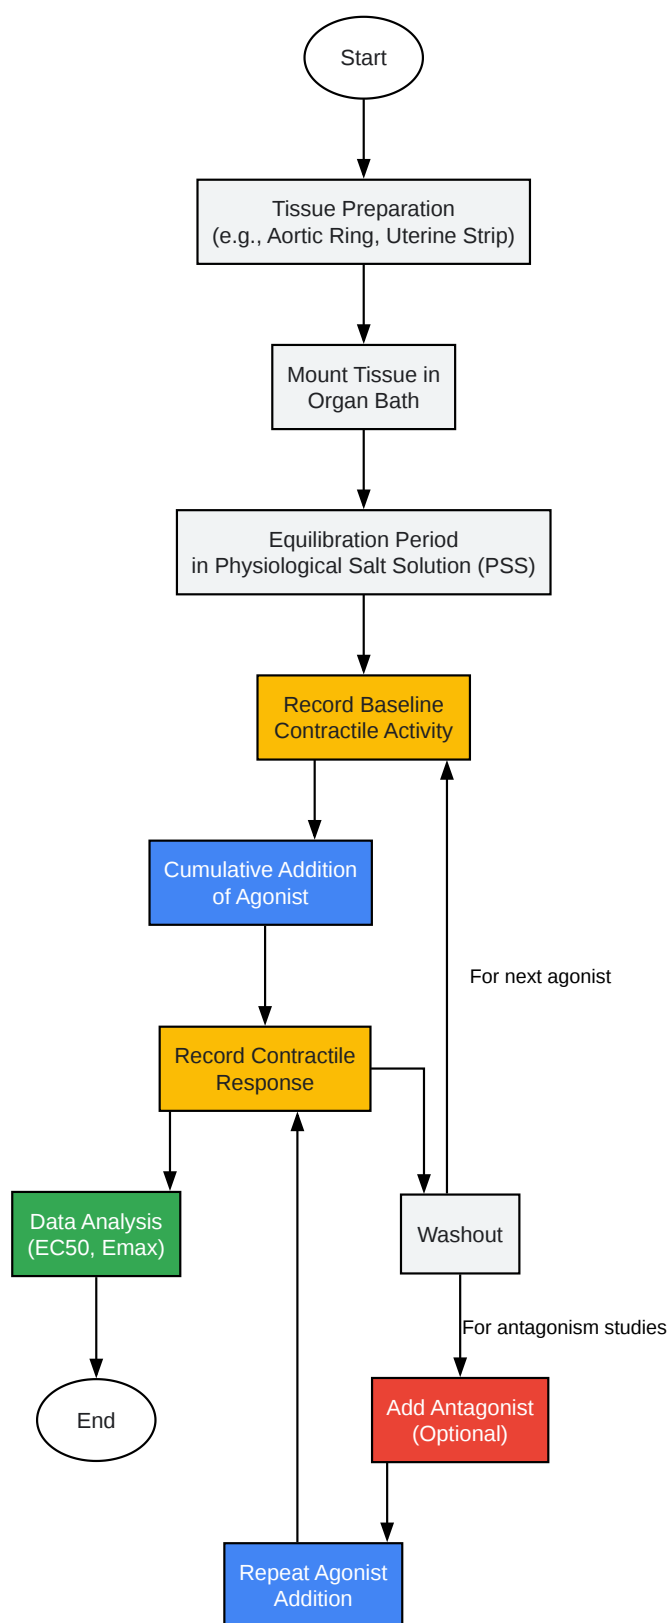 Start
Tissue Preparation
(e.g., Aortic Ring, Uterine Strip)
Mount Tissue in
Organ Bath
Equilibration Period
in Physiological Salt Solution (PSS)
Record Baseline
Contractile Activity
Cumulative Addition
of Agonist
For next agonist
Record Contractile
Response
Data Analysis
(EC50, Emax)
Washout
For antagonism studies
End
Add Antagonist
(Optional)
Repeat Agonist
Addition